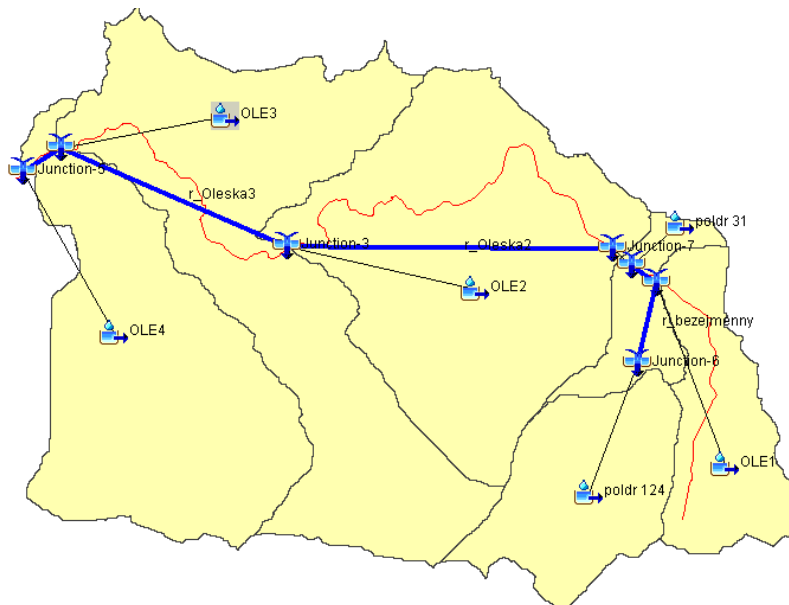 OLE3
Junction-5
r_Oleska3
poldr 31
Junction-3
r_Oleska2
Junction-7
OLE2
r_bezejmenny
OLE4
Junction-6
OLE1
poldr 124